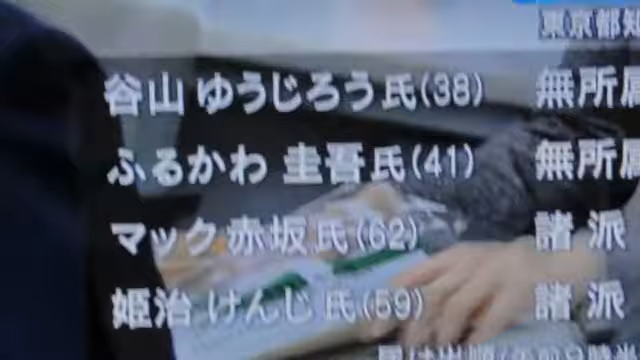 東京都知
谷山 ゆうじろう氏(38) 無所属
ふるかわ 圭吾氏(41) 無所属
マック赤坂氏(62) 諸派
姫治 けんじ氏(59) 諸派